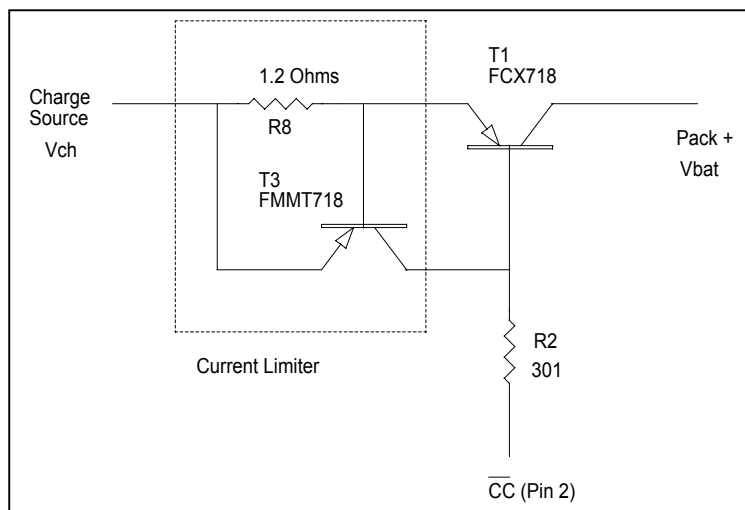 1.2 Ohms
R8
Charge
Source
Vch
T1
FCX718
Pack +
Vbat
T3
FMMT718
Current Limiter
R2
301
C̅C̅ (Pin 2)